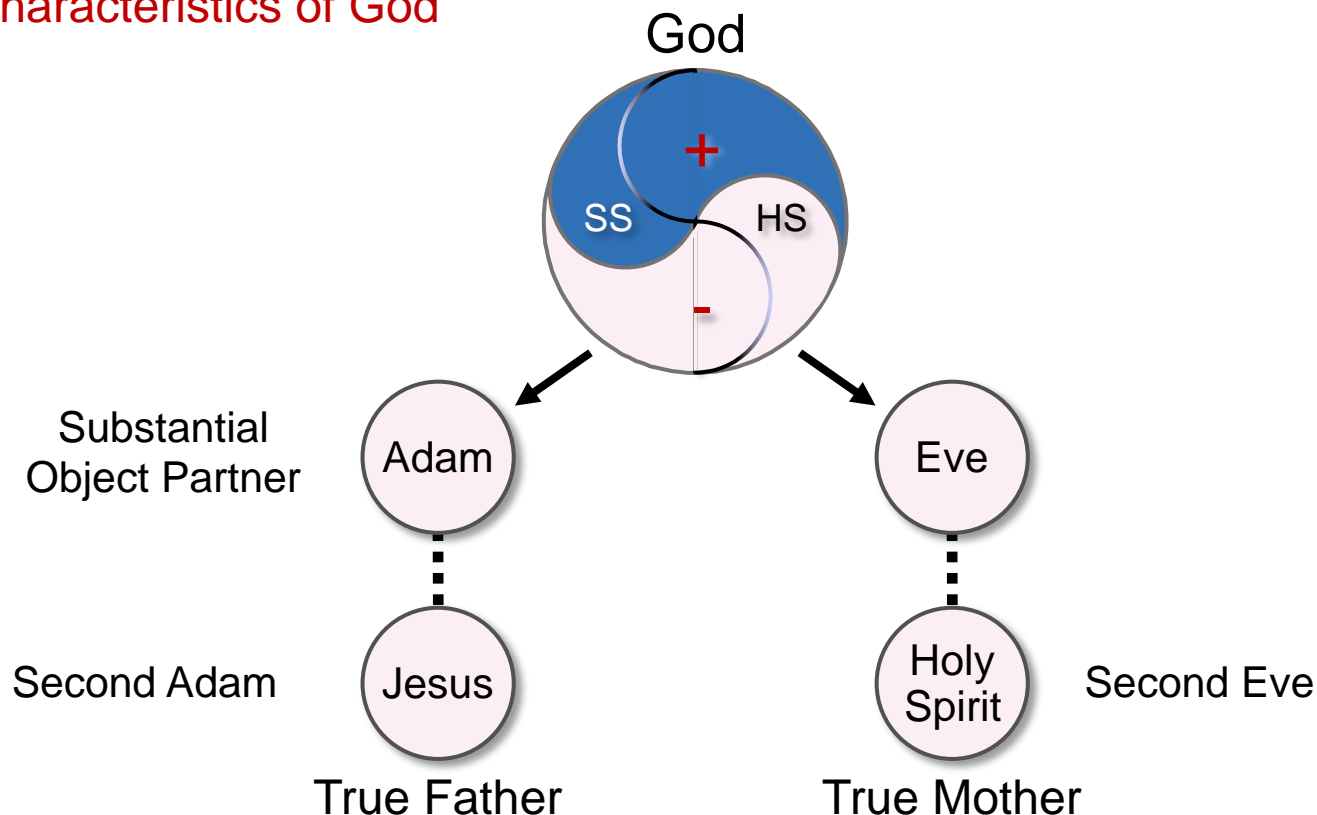 haracteristics of God
God
+
SS
HS
-
Substantial
Object Partner
Adam
Eve
Second Adam
Jesus
Holy
Spirit
Second Eve
True Father
True Mother